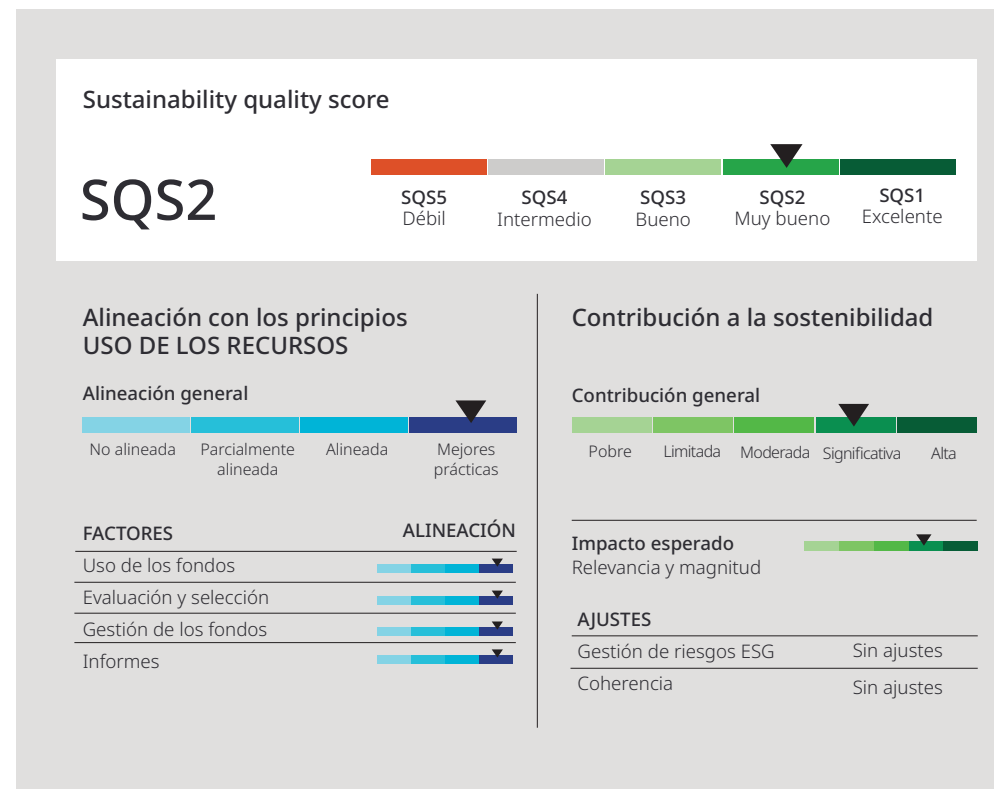 Sustainability quality score
SQS2
SQS5
Débil
SQS4
Intermedio
SQS3
Bueno
SQS2
Muy bueno
SQS1
Excelente
Alineación con los principios
USO DE LOS RECURSOS
Alineación general
No alineada
Parcialmente
alineada
Alineada
Mejores
prácticas
FACTORES
ALINEACIÓN
Uso de los fondos
Evaluación y selección
Gestión de los fondos
Informes
Contribución a la sostenibilidad
Contribución general
Pobre
Limitada
Moderada
Significativa
Alta
Impacto esperado
Relevancia y magnitud
AJUSTES
Gestión de riesgos ESG
Sin ajustes
Coherencia
Sin ajustes